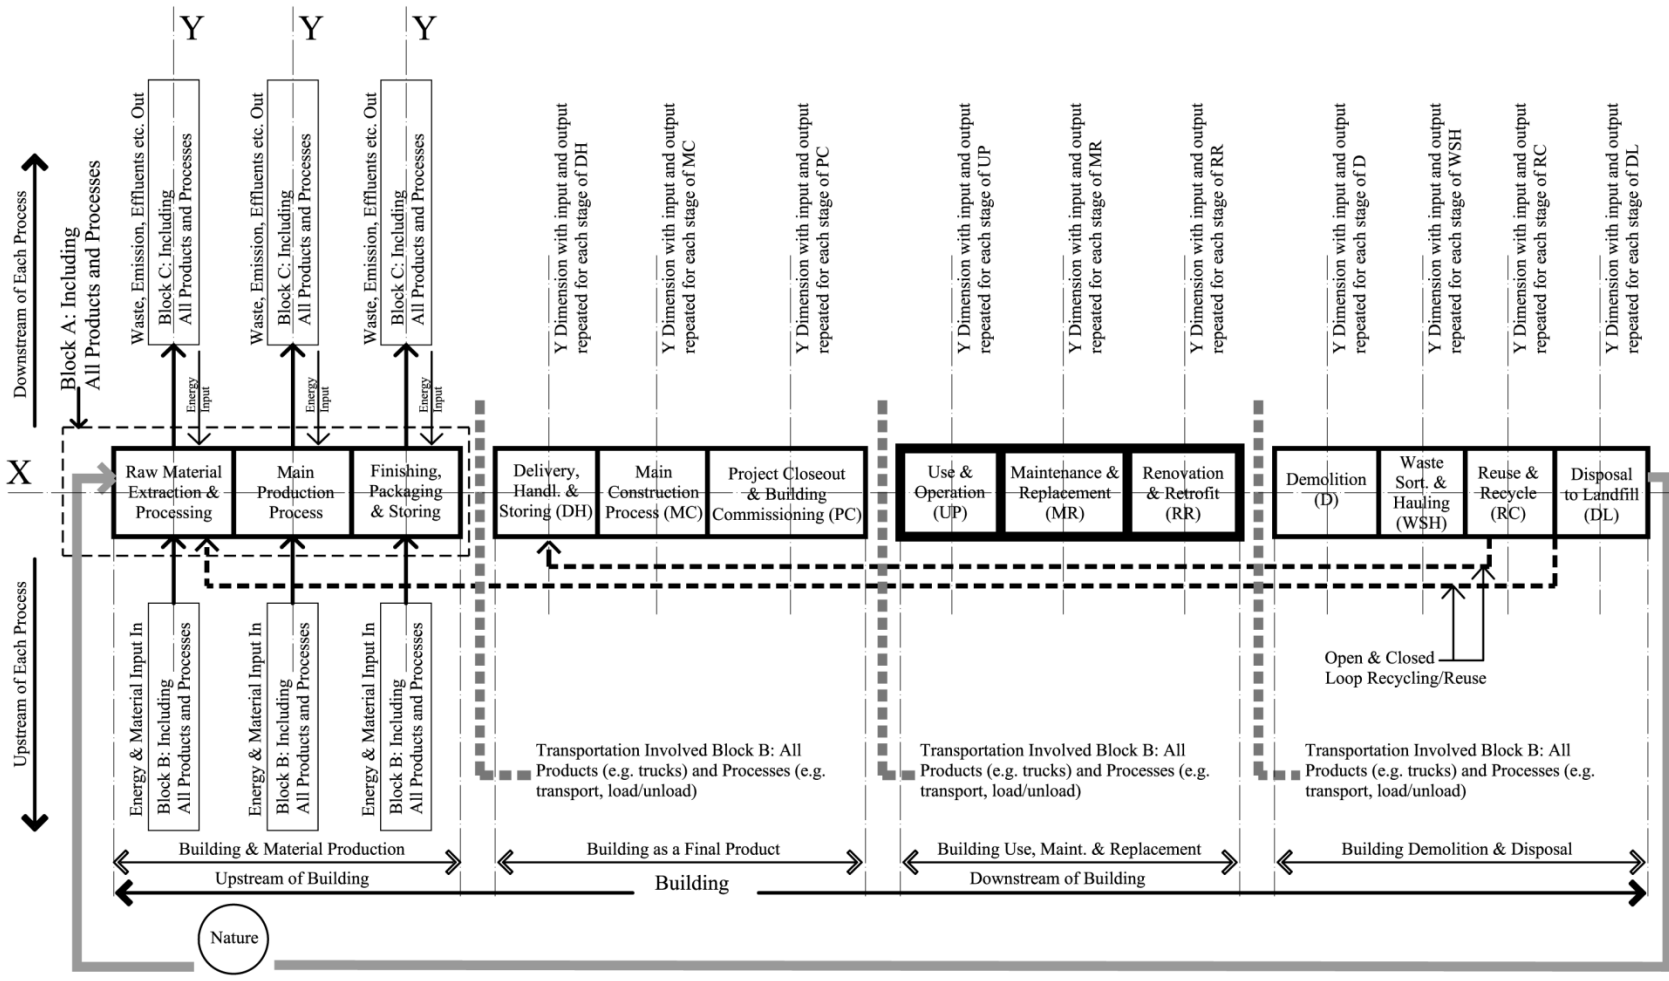 Y
Y
Y
Downstream of Each Process
Block A: Including
All Products and Processes
Waste, Emission, Effluents etc. Out
Block C: Including
All Products and Processes
Waste, Emission, Effluents etc. Out
Block C: Including
All Products and Processes
Waste, Emission, Effluents etc. Out
Block C: Including
All Products and Processes
Energy
Input
Energy
Input
Energy
Input
Y Dimension with input and output
repeated for each stage of DH
Y Dimension with input and output
repeated for each stage of MC
Y Dimension with input and output
repeated for each stage of PC
Y Dimension with input and output
repeated for each stage of UP
Y Dimension with input and output
repeated for each stage of MR
Y Dimension with input and output
repeated for each stage of RR
Y Dimension with input and output
repeated for each stage of D
Y Dimension with input and output
repeated for each stage of WSH
Y Dimension with input and output
repeated for each stage of RC
Y Dimension with input and output
repeated for each stage of DL
X
Raw Material
Extraction &
Processing
Main
Production
Process
Finishing,
Packaging
& Storing
Delivery,
Handl. &
Storing (DH)
Main
Construction
Process (MC)
Project Closeout
& Building
Commissioning (PC)
Use &
Operation
(UP)
Maintenance &
Replacement
(MR)
Renovation
& Retrofit
(RR)
Demolition
(D)
Waste
Sort. &
Hauling
(WSH)
Reuse &
Recycle
(RC)
Disposal
to Landfill
(DL)
Upstream of Each Process
Energy & Material Input In
Block B: Including
All Products and Processes
Energy & Material Input In
Block B: Including
All Products and Processes
Energy & Material Input In
Block B: Including
All Products and Processes
Open & Closed
Loop Recycling/Reuse
Transportation Involved Block B: All
Products (e.g. trucks) and Processes (e.g.
transport, load/unload)
Transportation Involved Block B: All
Products (e.g. trucks) and Processes (e.g.
transport, load/unload)
Transportation Involved Block B: All
Products (e.g. trucks) and Processes (e.g.
transport, load/unload)
Building & Material Production
Building as a Final Product
Building Use, Maint. & Replacement
Building Demolition & Disposal
Upstream of Building
Building
Downstream of Building
Nature